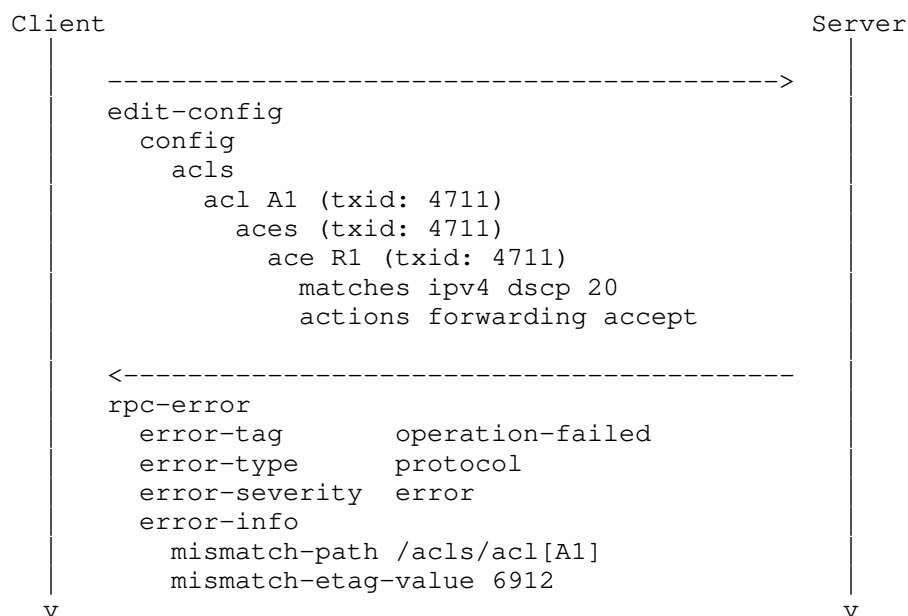 Client Server
------------------------------------------>
edit-config
config
acls
acl A1 (txid: 4711)
aces (txid: 4711)
ace R1 (txid: 4711)
matches ipv4 dscp 20
actions forwarding accept
<------------------------------------------
rpc-error
error-tag operation-failed
error-type protocol
error-severity error
error-info
mismatch-path /acls/acl[A1]
mismatch-etag-value 6912
v v